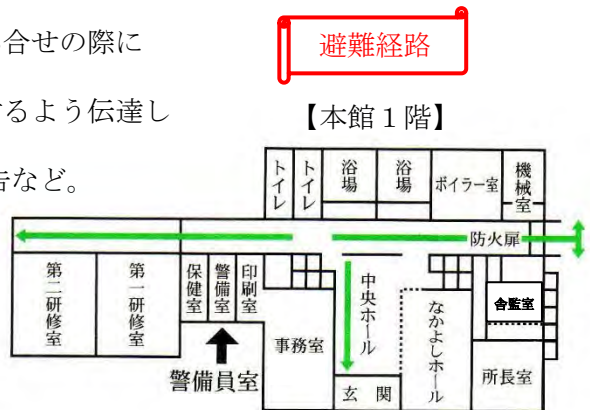 合せの際に
避難経路
るよう伝達し
【本館1階】
告など。
トイレ
トイレ
浴場
浴場
ボイラー室
機械室
防火扉
第二研修室
第一研修室
保健室
警備室
印刷室
事務室
中央ホール
なかよしホール
舎監室
所長室
警備員室
玄関